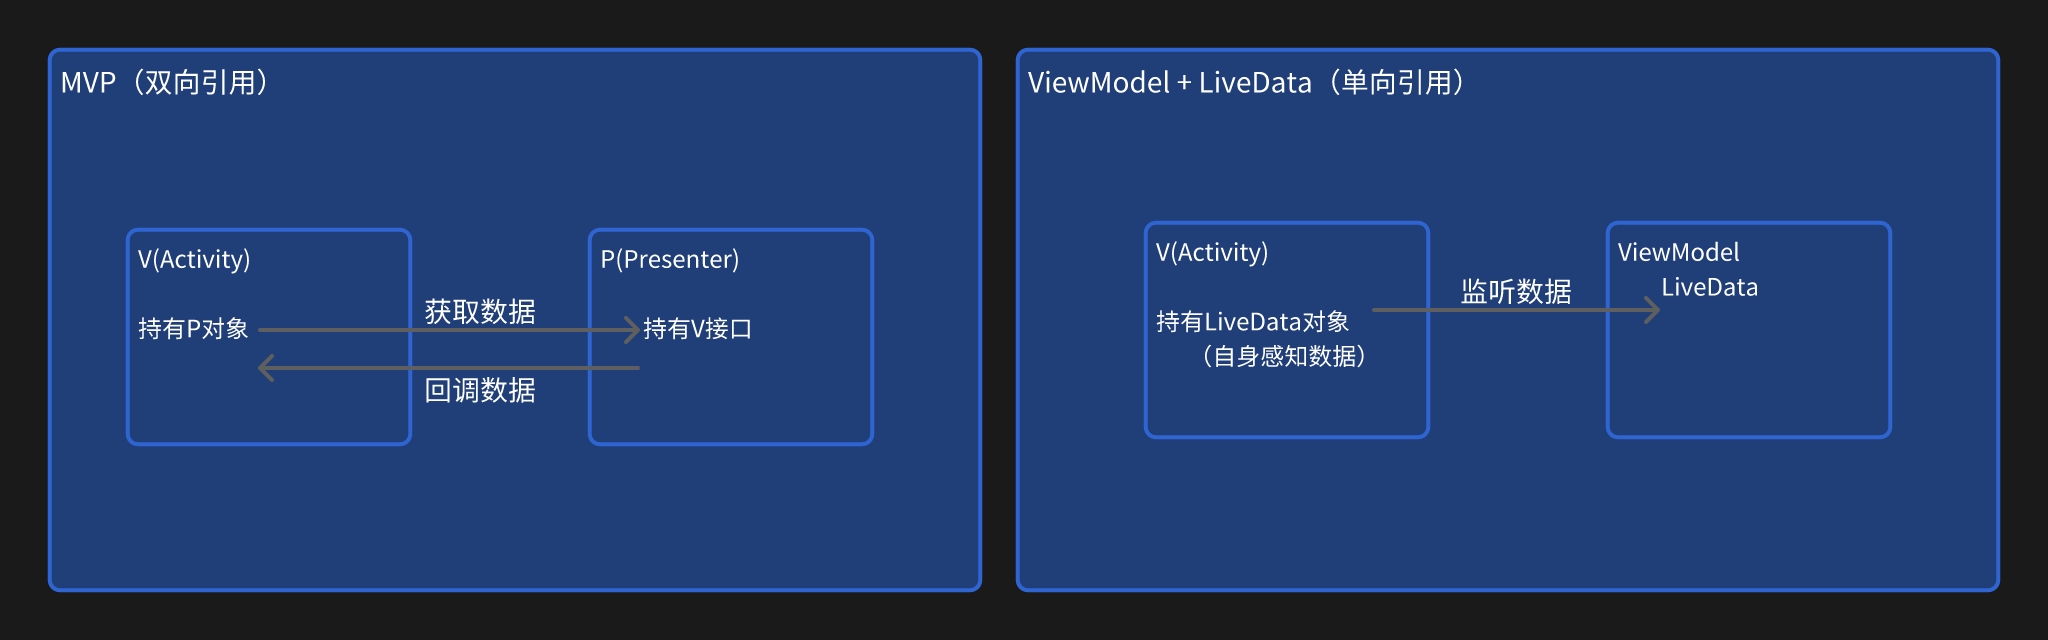 MVP（双向引用）
V(Activity)
持有P对象
获取数据
回调数据
P(Presenter)
持有V接口
ViewModel + LiveData（单向引用）
V(Activity)
持有LiveData对象
（自身感知数据）
监听数据
ViewModel
LiveData